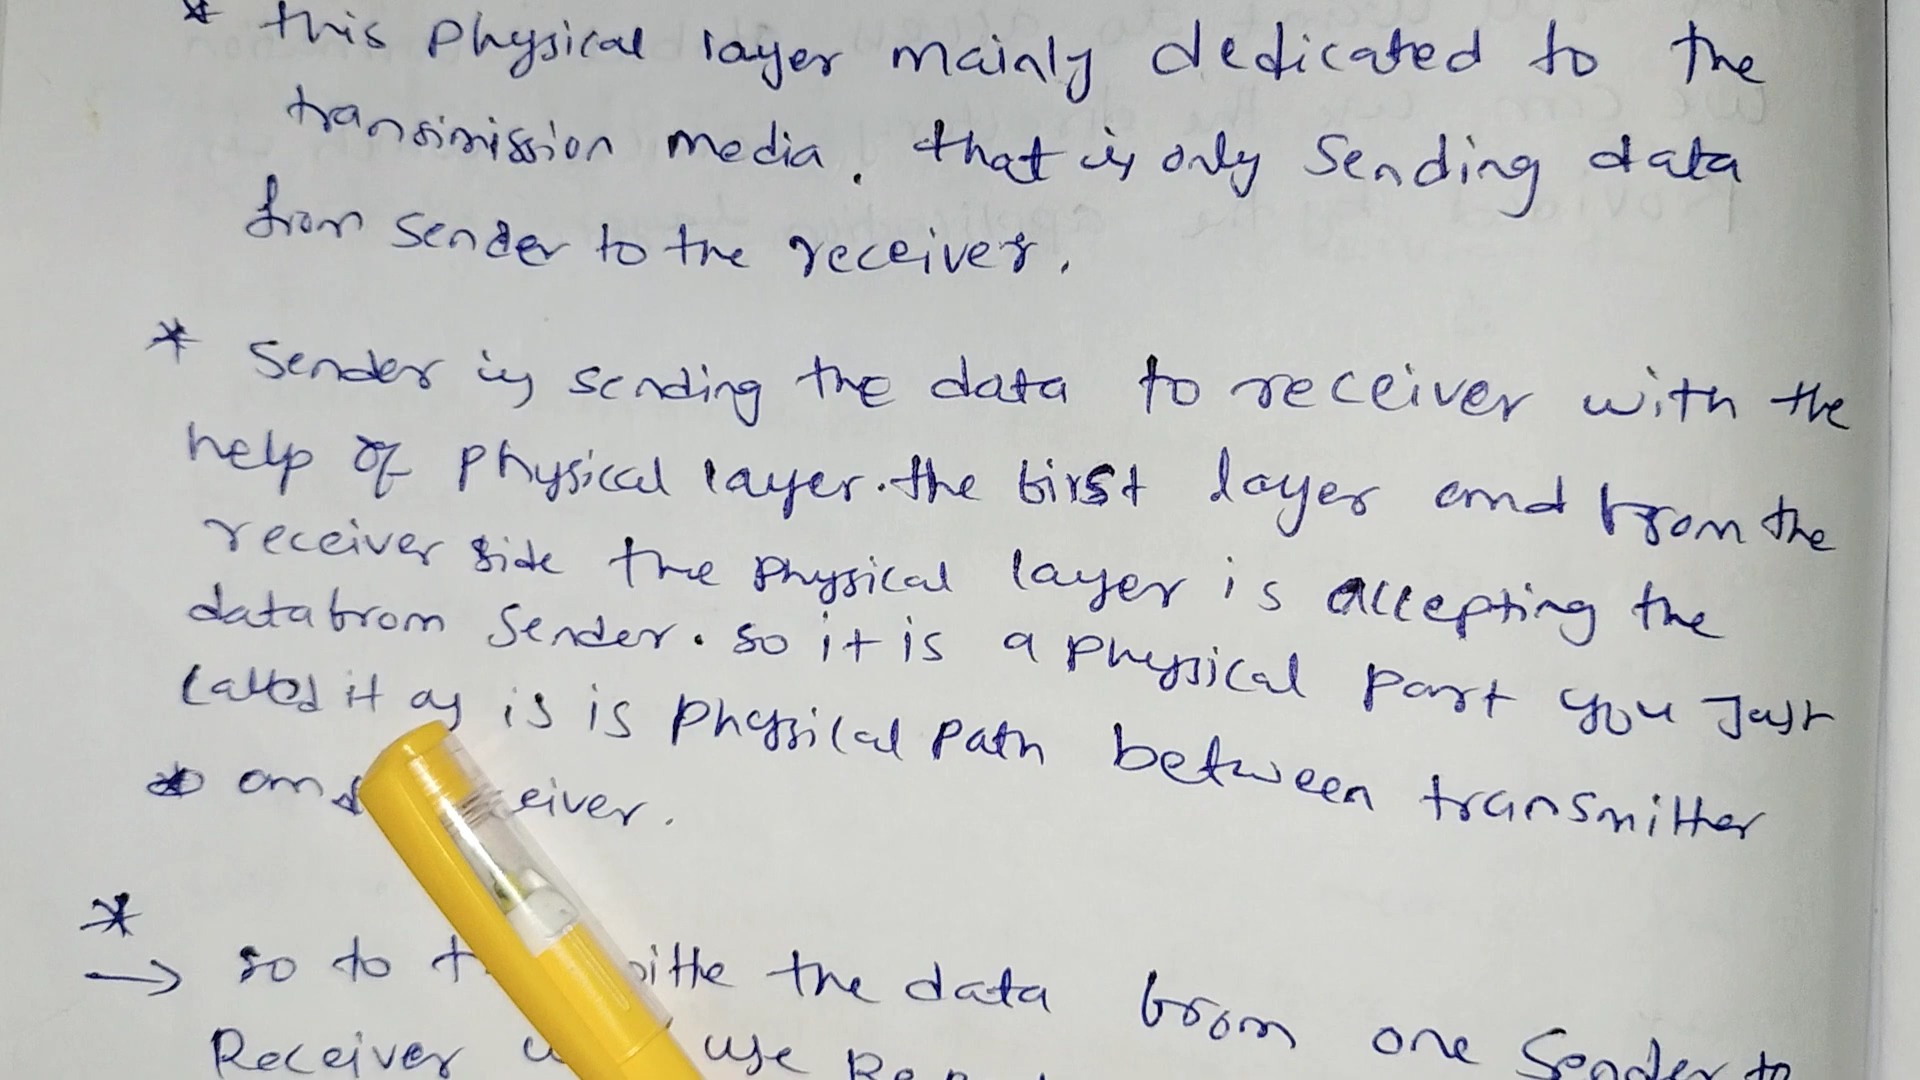 * this physical layer mainly dedicated to the
transimission media. that is only sending data
from sender to the receiver.
* Sender is sending the data to receiver with the
help of physical layer. the first layer and from the
receiver side the physical layer is accepting the
data from sender. so it is a physical part you just
called it as is is physical path between transmitter
and eiver.
*
→ so to the data from one Sender to
Receiver use